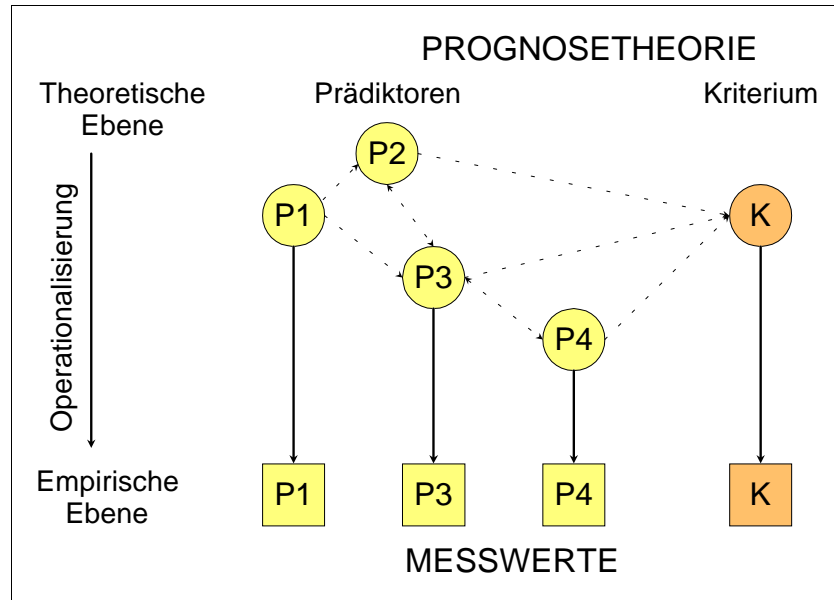 PROGNOSETHEORIE
Theoretische
Ebene
Prädiktoren
Kriterium
P2
P1
K
P3
P4
Operationalisierung
Empirische
Ebene
P1
P3
P4
K
MESSWERTE